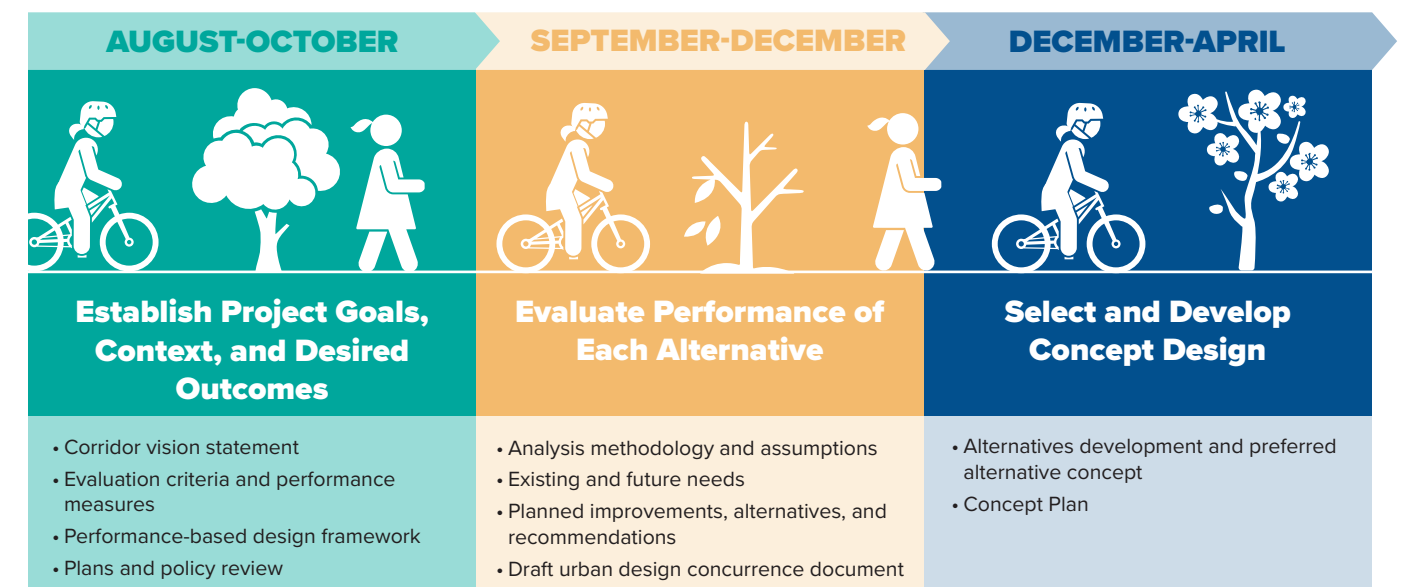 AUGUST-OCTOBER
SEPTEMBER-DECEMBER
DECEMBER-APRIL
Establish Project Goals,
Context, and Desired
Outcomes
Evaluate Performance of
Each Alternative
Select and Develop
Concept Design
• Corridor vision statement
• Evaluation criteria and performance
measures
• Performance-based design framework
• Plans and policy review
• Analysis methodology and assumptions
• Existing and future needs
• Planned improvements, alternatives, and
recommendations
• Draft urban design concurrence document
• Alternatives development and preferred
alternative concept
• Concept Plan